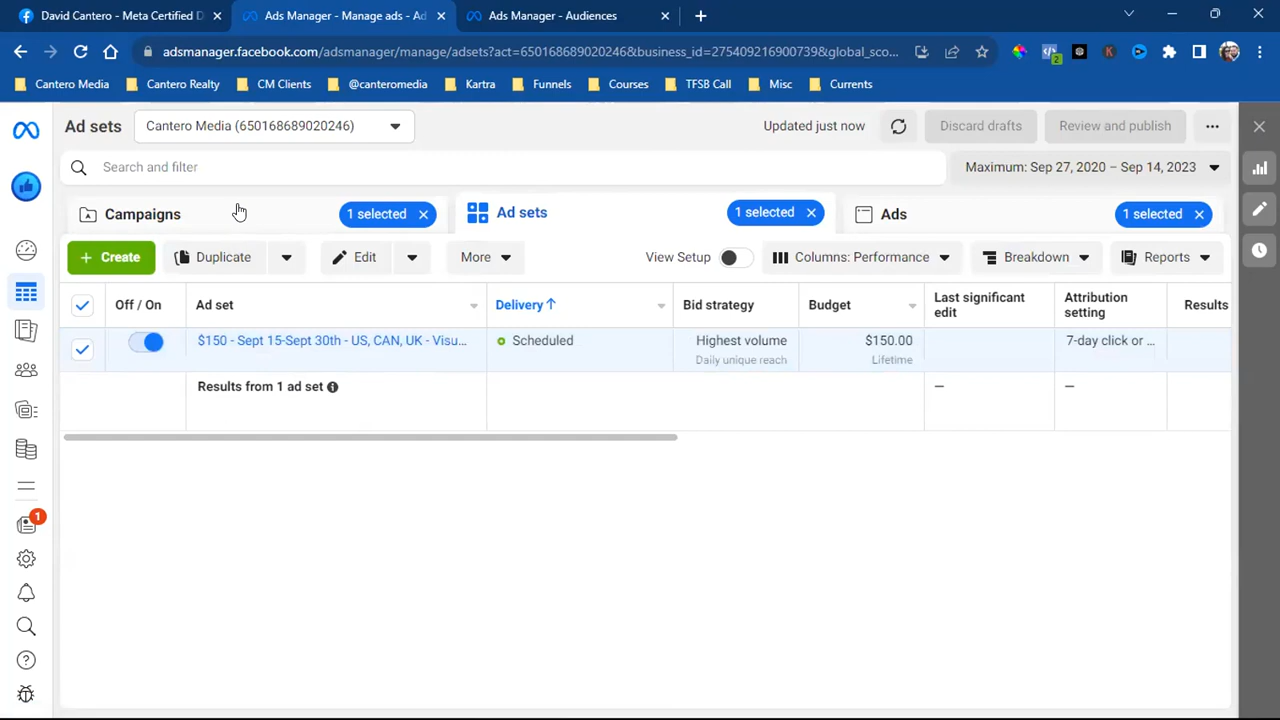 David Cantero - Meta Certified D
Ads Manager - Manage ads - Ad
Ads Manager - Audiences
adsmanager.facebook.com/adsmanager/manage/adsets?act=650168689020246&business_id=2754092169007739&global_sco...
2
Cantero Media
Cantero Realty
CM Clients
@canteromedia
Kartra
Funnels
Courses
TFSB Call
Misc
Currents
Ad sets
Cantero Media (650168689020246)
Updated just now
Discard drafts
Review and publish
Search and filter
Maximum: Sep 27, 2020 – Sep 14, 2023
Campaigns
1 selected
Ad sets
1 selected
Ads
1 selected
+ Create
Duplicate
Edit
More
View Setup
Columns: Performance
Breakdown
Reports
Off / On
Ad set
Delivery ↑
Bid strategy
Budget
Last significant
edit
Attribution
setting
Results
$150 - Sept 15-Sept 30th - US, CAN, UK - Visu...
Scheduled
Highest volume
Daily unique reach
$150.00
Lifetime
7-day click or ...
Results from 1 ad set
—
—
1